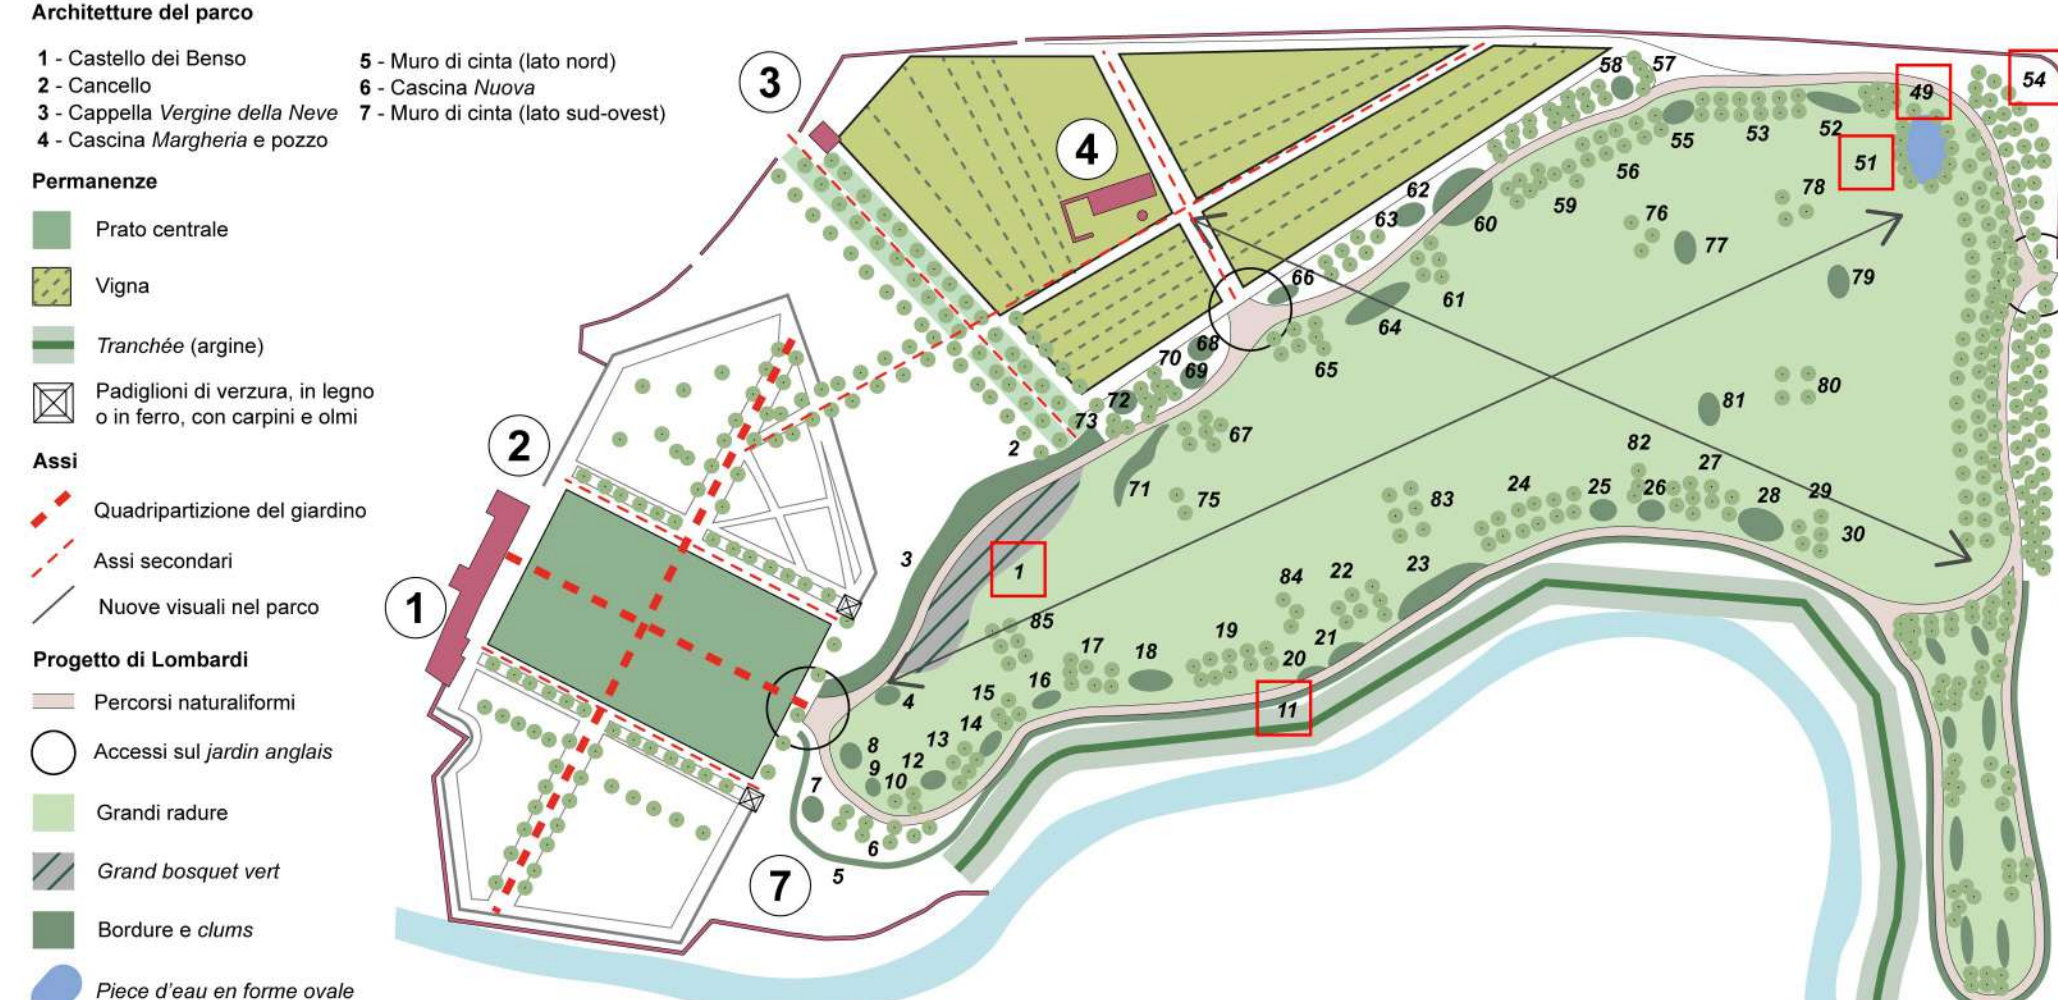 Architetture del parco
1 - Castello dei Benso
2 - Cancello
3 - Cappella Vergine della Neve
4 - Cascina Margheria e pozzo
5 - Muro di cinta (lato nord)
6 - Cascina Nuova
7 - Muro di cinta (lato sud-ovest)
Permanenze
Prato centrale
Vigna
Tranchée (argine)
Padiglioni di verzura, in legno
o in ferro, con carpini e olmi
Assi
Quadripartizione del giardino
Assi secondari
Nuove visuali nel parco
Progetto di Lombardi
Percorsi naturaliformi
Accessi sul jardin anglais
Grandi radure
Grand bosquet vert
Bordure e clums
Piece d'eau en forme ovale
3
4
2
1
7
58
57
49
54
55
53
52
51
56
78
62
63
60
59
76
77
79
66
61
64
65
68
70
69
72
73
67
2
71
75
80
81
82
27
83
24
25
26
28
29
30
3
1
84
22
23
85
17
18
19
21
20
16
15
4
14
11
13
8
12
9
10
7
6
5